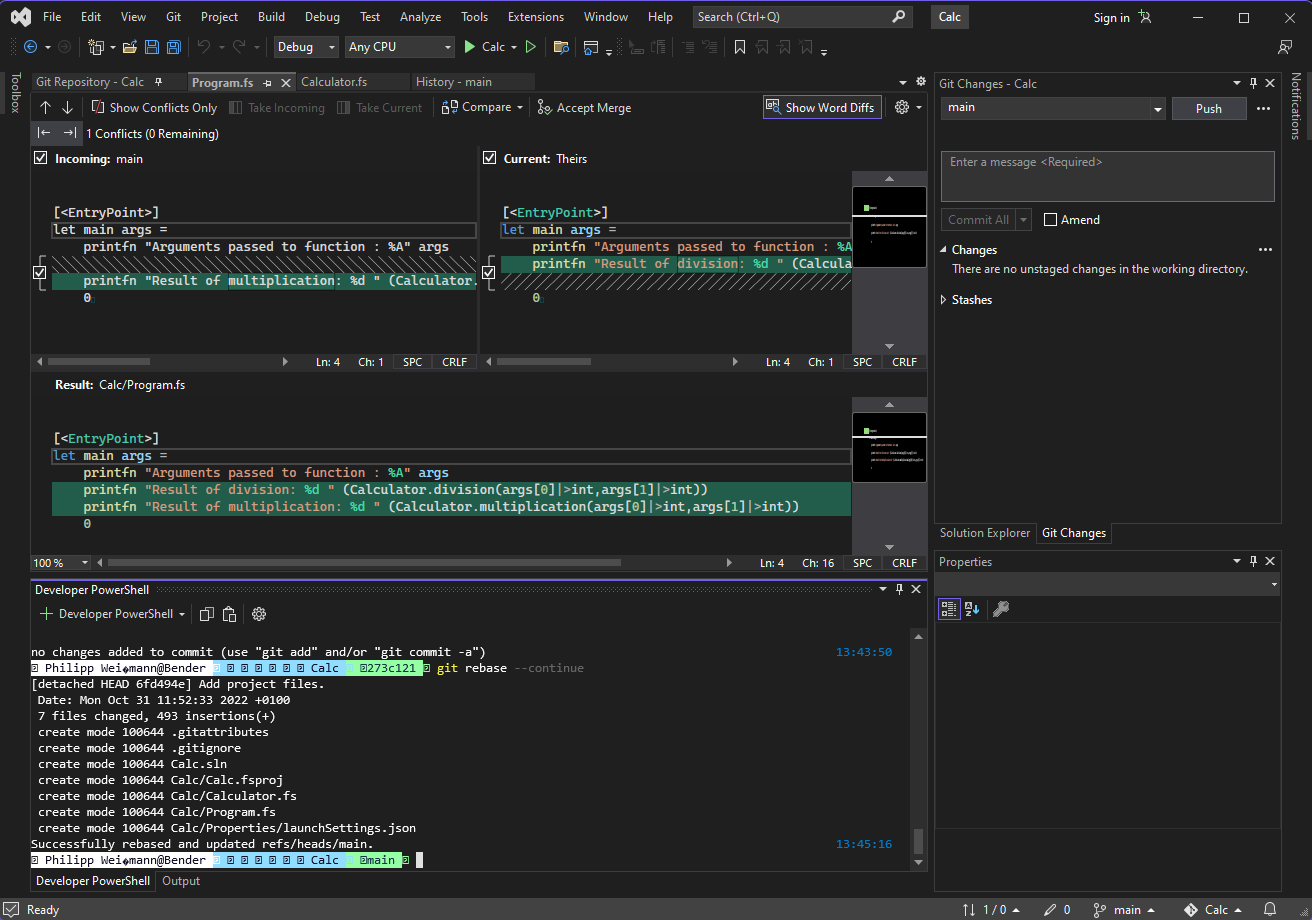 File Edit View Git Project Build Debug Test Analyze Tools Extensions Window Help Search (Ctrl+Q) Calc Sign in
Debug Any CPU Calc
Toolbox
Git Repository - Calc Program.fs Calculator.fs History - main
Show Conflicts Only Take Incoming Take Current Compare Accept Merge Show Word Diffs
1 Conflicts (0 Remaining)
Incoming: main
[<EntryPoint>]
let main args =
printfn "Arguments passed to function : %A" args
printfn "Result of multiplication: %d " (Calculator.
0
Ln: 4 Ch: 1 SPC CRLF
Current: Theirs
[<EntryPoint>]
let main args =
printfn "Arguments passed to function : %A
printfn "Result of division: %d " (Calcula
0
Ln: 4 Ch: 1 SPC CRLF
Result: Calc/Program.fs
[<EntryPoint>]
let main args =
printfn "Arguments passed to function : %A" args
printfn "Result of division: %d " (Calculator.division(args[0]|>int,args[1]|>int))
printfn "Result of multiplication: %d " (Calculator.multiplication(args[0]|>int,args[1]|>int))
0
100 % Ln: 4 Ch: 16 SPC CRLF
Developer PowerShell
Developer PowerShell
no changes added to commit (use "git add" and/or "git commit -a") 13:43:50
Philipp Wei�mann@Bender Calc 273c121 git rebase --continue
[detached HEAD 6fd494e] Add project files.
Date: Mon Oct 31 11:52:33 2022 +0100
7 files changed, 493 insertions(+)
create mode 100644 .gitattributes
create mode 100644 .gitignore
create mode 100644 Calc.sln
create mode 100644 Calc/Calc.fsproj
create mode 100644 Calc/Calculator.fs
create mode 100644 Calc/Program.fs
create mode 100644 Calc/Properties/launchSettings.json
Successfully rebased and updated refs/heads/main. 13:45:16
Philipp Wei�mann@Bender Calc main
Developer PowerShell Output
Git Changes - Calc
main Push
Enter a message <Required>
Commit All Amend
Changes
There are no unstaged changes in the working directory.
Stashes
Solution Explorer Git Changes
Properties
Notifications
Ready 1 / 0 0 main Calc